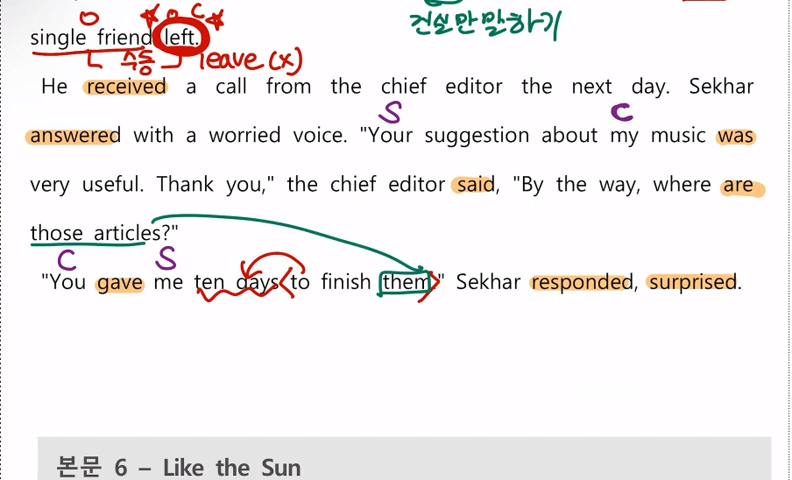 O ☆ O C ☆ 진실만 말하기
single friend left.
수동 leave (x)
He received a call from the chief editor the next day. Sekhar
S C
answered with a worried voice. "Your suggestion about my music was
very useful. Thank you," the chief editor said, "By the way, where are
those articles?"
C S
"You gave me ten days to finish them." Sekhar responded, surprised.
본문 6 – Like the Sun